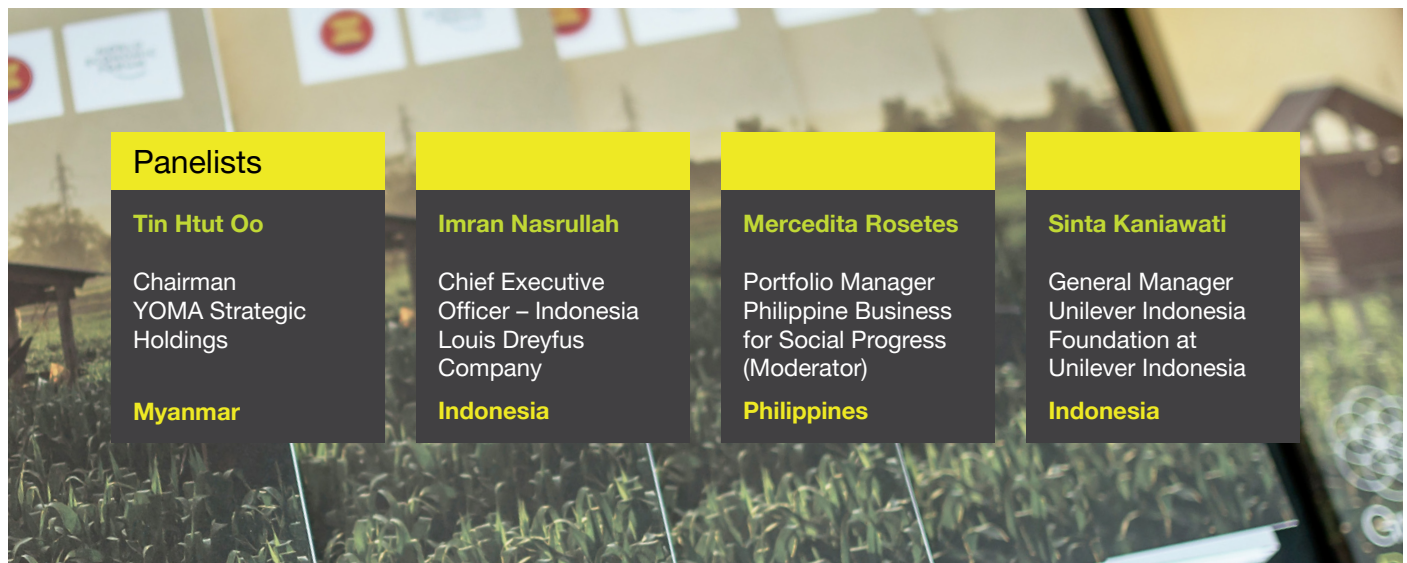 Panelists
Tin Htut Oo
Chairman
YOMA Strategic
Holdings
Myanmar
Imran Nasrullah
Chief Executive
Officer – Indonesia
Louis Dreyfus
Company
Indonesia
Mercedita Rosetes
Portfolio Manager
Philippine Business
for Social Progress
(Moderator)
Philippines
Sinta Kaniawati
General Manager
Unilever Indonesia
Foundation at
Unilever Indonesia
Indonesia